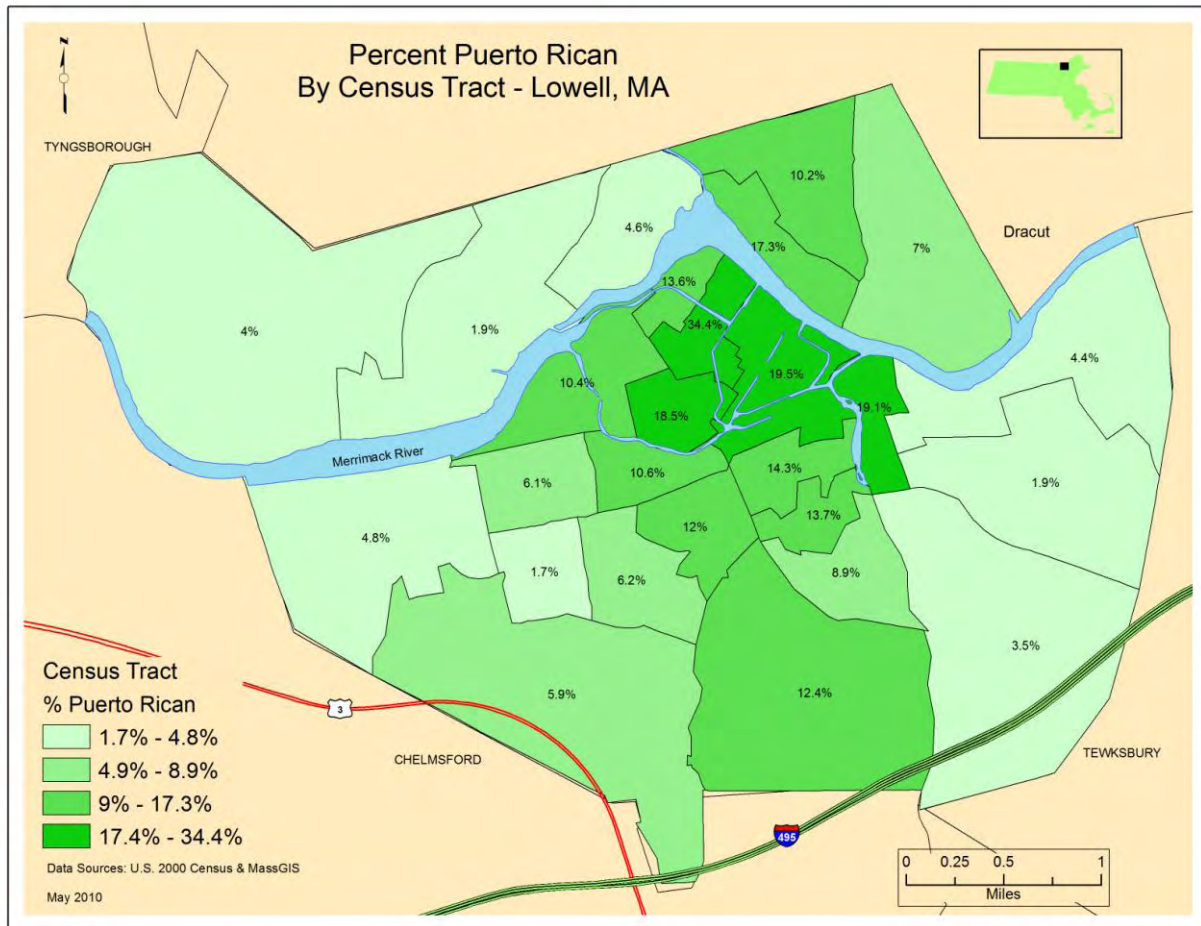 Percent Puerto Rican
By Census Tract - Lowell, MA
N
TYNGSBOROUGH
10.2%
4.6%
7%
Dracut
17.3%
13.6%
4%
1.9%
34.4%
4.4%
10.4%
19.5%
18.5%
19.1%
Merrimack River
14.3%
6.1%
10.6%
1.9%
13.7%
12%
4.8%
1.7%
6.2%
8.9%
3.5%
5.9%
12.4%
3
CHELMSFORD
TEWKSBURY
495
Census Tract
% Puerto Rican
1.7% - 4.8%
4.9% - 8.9%
9% - 17.3%
17.4% - 34.4%
Data Sources: U.S. 2000 Census & MassGIS
May 2010
0 0.25 0.5 1
Miles